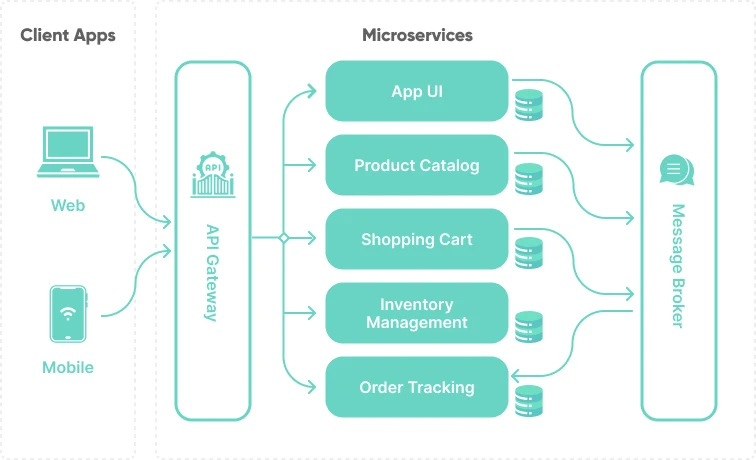 Client Apps
Microservices
Web
Mobile
API
API Gateway
App UI
Product Catalog
Shopping Cart
Inventory
Management
Order Tracking
Message Broker